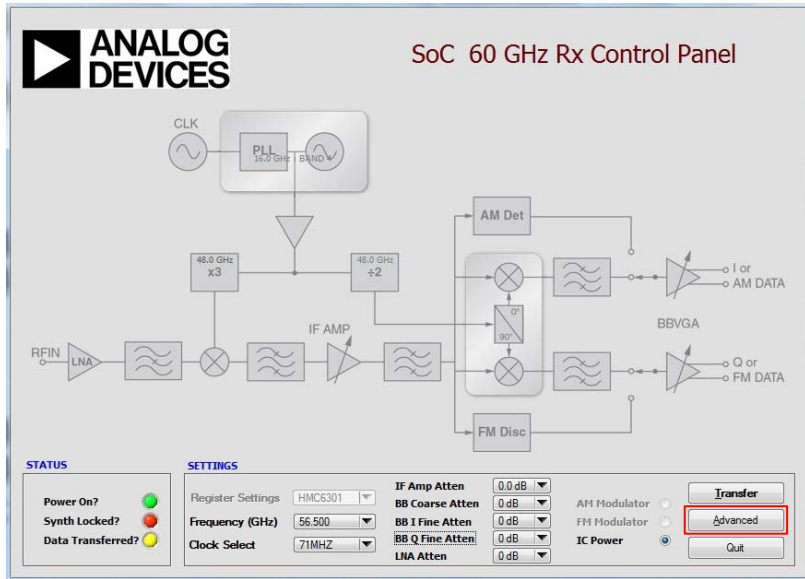 ANALOG
DEVICES
SoC 60 GHz Rx Control Panel
CLK
PLL
16.0 GHz BAND 4
48.0 GHz
x3
48.0 GHz
÷2
AM Det
I or
AM DATA
0°
90°
BBVGA
IF AMP
RFIN
LNA
Q or
FM DATA
FM Disc
STATUS
Power On?
Synth Locked?
Data Transferred?
SETTINGS
Register Settings HMC6301
Frequency (GHz) 56.500
Clock Select 71MHZ
IF Amp Atten 0.0 dB
BB Coarse Atten 0 dB
BB I Fine Atten 0 dB
BB Q Fine Atten 0 dB
LNA Atten 0 dB
AM Modulator
FM Modulator
IC Power
Transfer
Advanced
Quit